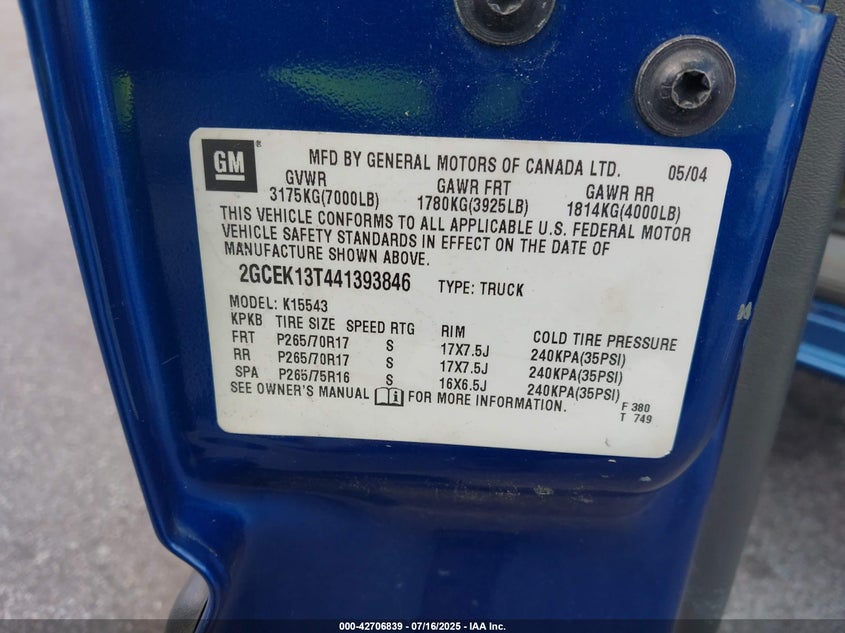 GM ®
MFD BY GENERAL MOTORS OF CANADA LTD. 05/04
GVWR GAWR FRT GAWR RR
3175KG(7000LB) 1780KG(3925LB) 1814KG(4000LB)
THIS VEHICLE CONFORMS TO ALL APPLICABLE U.S. FEDERAL MOTOR
VEHICLE SAFETY STANDARDS IN EFFECT ON THE DATE OF
MANUFACTURE SHOWN ABOVE.
2GCEK13T441393846 TYPE: TRUCK
MODEL: K15543
KPKB TIRE SIZE SPEED RTG RIM COLD TIRE PRESSURE
FRT P265/70R17 S 17X7.5J 240KPA(35PSI)
RR P265/70R17 S 17X7.5J 240KPA(35PSI)
SPA P265/75R16 S 16X6.5J 240KPA(35PSI)
SEE OWNER'S MANUAL i FOR MORE INFORMATION.
F 380
T 749
000-42706839 - 07/16/2025 - IAA Inc.